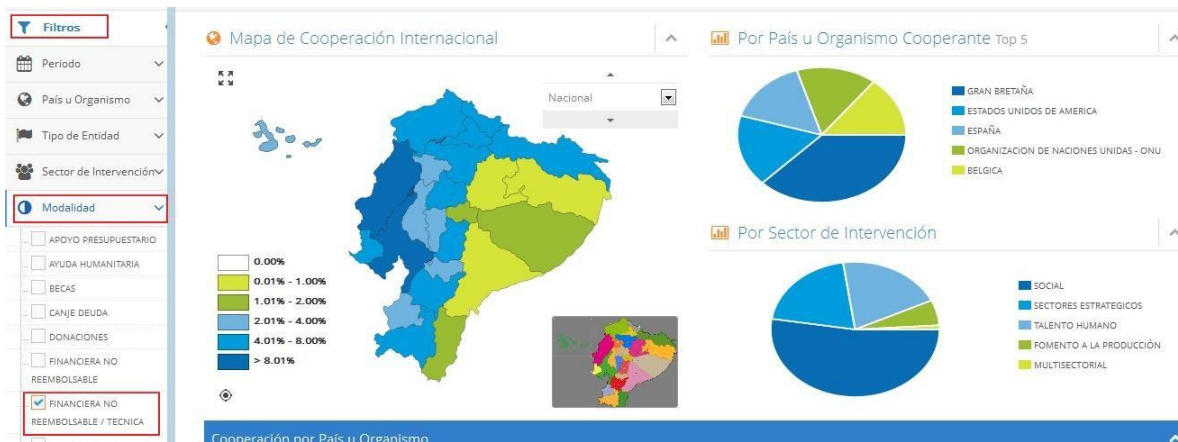 Filtros
Periodo
País u Organismo
Tipo de Entidad
Sector de Intervención
Modalidad
APOYO PRESUPUESTARIO
AYUDA HUMANITARIA
BECAS
CANJE DEUDA
DONACIONES
FINANCIERA NO
REEMBOLSABLE
FINANCIERA NO
REEMBOLSABLE / TECNICA
Mapa de Cooperación Internacional
Nacional
0.00%
0.01% - 1.00%
1.01% - 2.00%
2.01% - 4.00%
4.01% - 8.00%
> 8.01%
Por País u Organismo Cooperante Top 5
GRAN BRETAÑA
ESTADOS UNIDOS DE AMERICA
ESPAÑA
ORGANIZACION DE NACIONES UNIDAS - ONU
BELGICA
Por Sector de Intervención
SOCIAL
SECTORES ESTRATEGICOS
TALENTO HUMANO
FOMENTO A LA PRODUCCIÓN
MULTISECTORIAL
Cooperación por País u Organismo